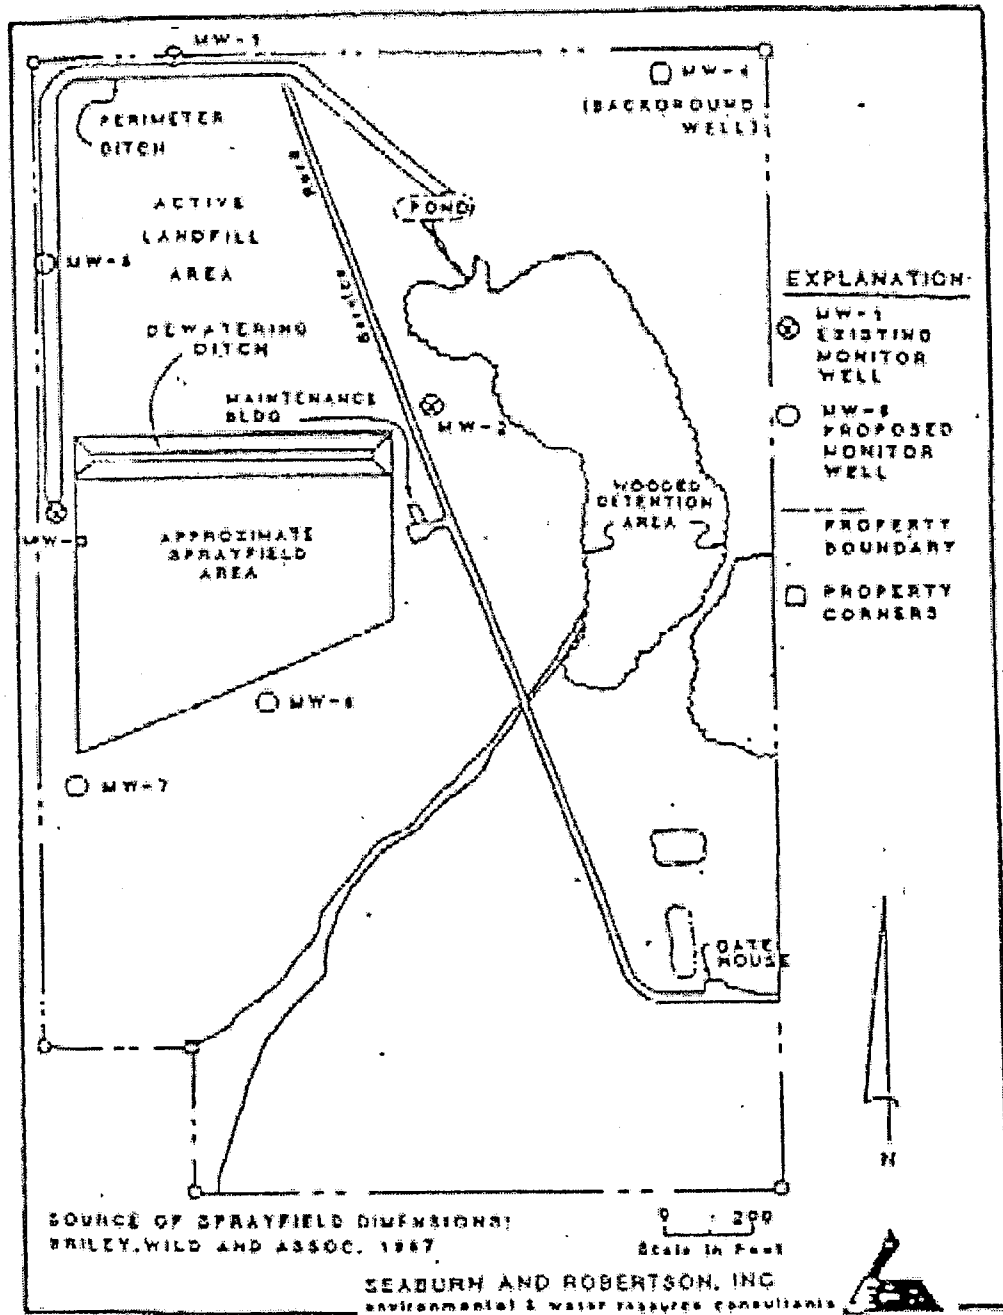 PERIMETER
DITCH
MW-4
(BACKGROUND
WELL)
Road
POND
ACTIVE
LANDFILL
AREA
Service
DEWATERING
DITCH
MAINTENANCE
BLDG
MW-2
EXPLANATION:
EXISTING
MONITOR
WELL
PROPOSED
MONITOR
WELL
PROPERTY
BOUNDARY
PROPERTY
CORNERS
WOODED
DETENTION
AREA
APPROXIMATE
SPRAYFIELD
AREA
MW-7
GATE
HOUSE
N
SOURCE OF SPRAYFIELD DIMENSIONS:
BRILEY, WILD AND ASSOC. 1987
0 200
Scale in Feet
SEABURN AND ROBERTSON, INC
environmental & water resources consultants